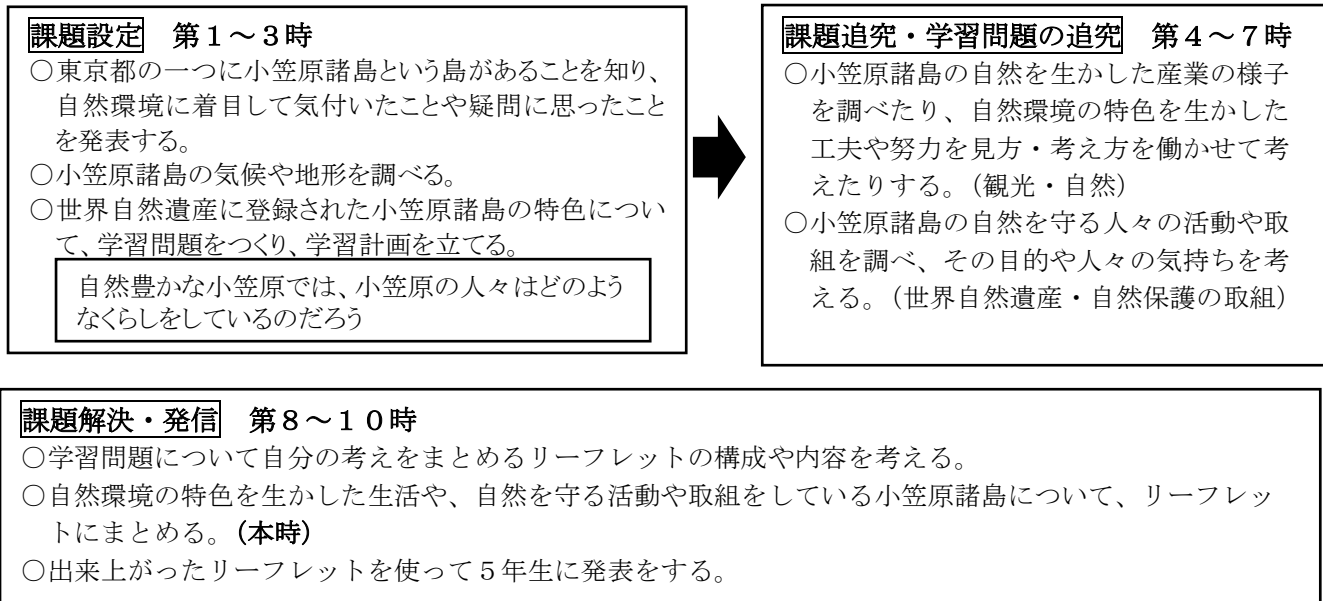 課題設定　第1～3時
○東京都の一つに小笠原諸島という島があることを知り、
自然環境に着目して気付いたことや疑問に思ったこと
を発表する。
○小笠原諸島の気候や地形を調べる。
○世界自然遺産に登録された小笠原諸島の特色につい
て、学習問題をつくり、学習計画を立てる。
自然豊かな小笠原では、小笠原の人々はどのよう
なくらしをしているのだろう
課題追究・学習問題の追究　第4～7時
○小笠原諸島の自然を生かした産業の様子
を調べたり、自然環境の特色を生かした
工夫や努力を見方・考え方を働かせて考
えたりする。（観光・自然）
○小笠原諸島の自然を守る人々の活動や取
組を調べ、その目的や人々の気持ちを考
える。（世界自然遺産・自然保護の取組）
課題解決・発信　第8～10時
○学習問題について自分の考えをまとめるリーフレットの構成や内容を考える。
○自然環境の特色を生かした生活や、自然を守る活動や取組をしている小笠原諸島について、リーフレッ
トにまとめる。（本時）
○出来上がったリーフレットを使って5年生に発表をする。